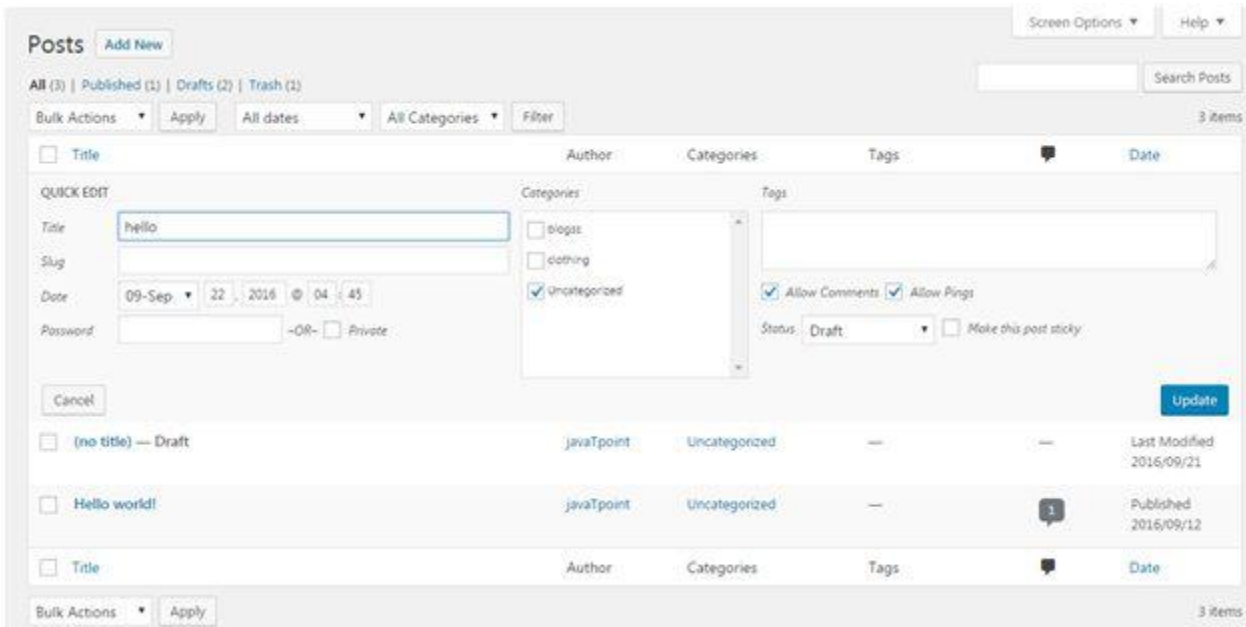 Screen Options ▼ Help ▼
Posts Add New
All (3) | Published (1) | Drafts (2) | Trash (1)
Search Posts
Bulk Actions ▼ Apply All dates ▼ All Categories ▼ Filter 3 items
Title Author Categories Tags Date
QUICK EDIT Categories Tags
Title hello
blogss
Slug
clothing
Date 09-Sep ▼ 22 , 2016 @ 04 : 45
Uncategorized
Allow Comments Allow Pings
Password –OR– Private
Status Draft ▼ Make this post sticky
Cancel Update
(no title) — Draft javaTpoint Uncategorized — — Last Modified
2016/09/21
Hello world! javaTpoint Uncategorized — 1 Published
2016/09/12
Title Author Categories Tags Date
Bulk Actions ▼ Apply 3 items